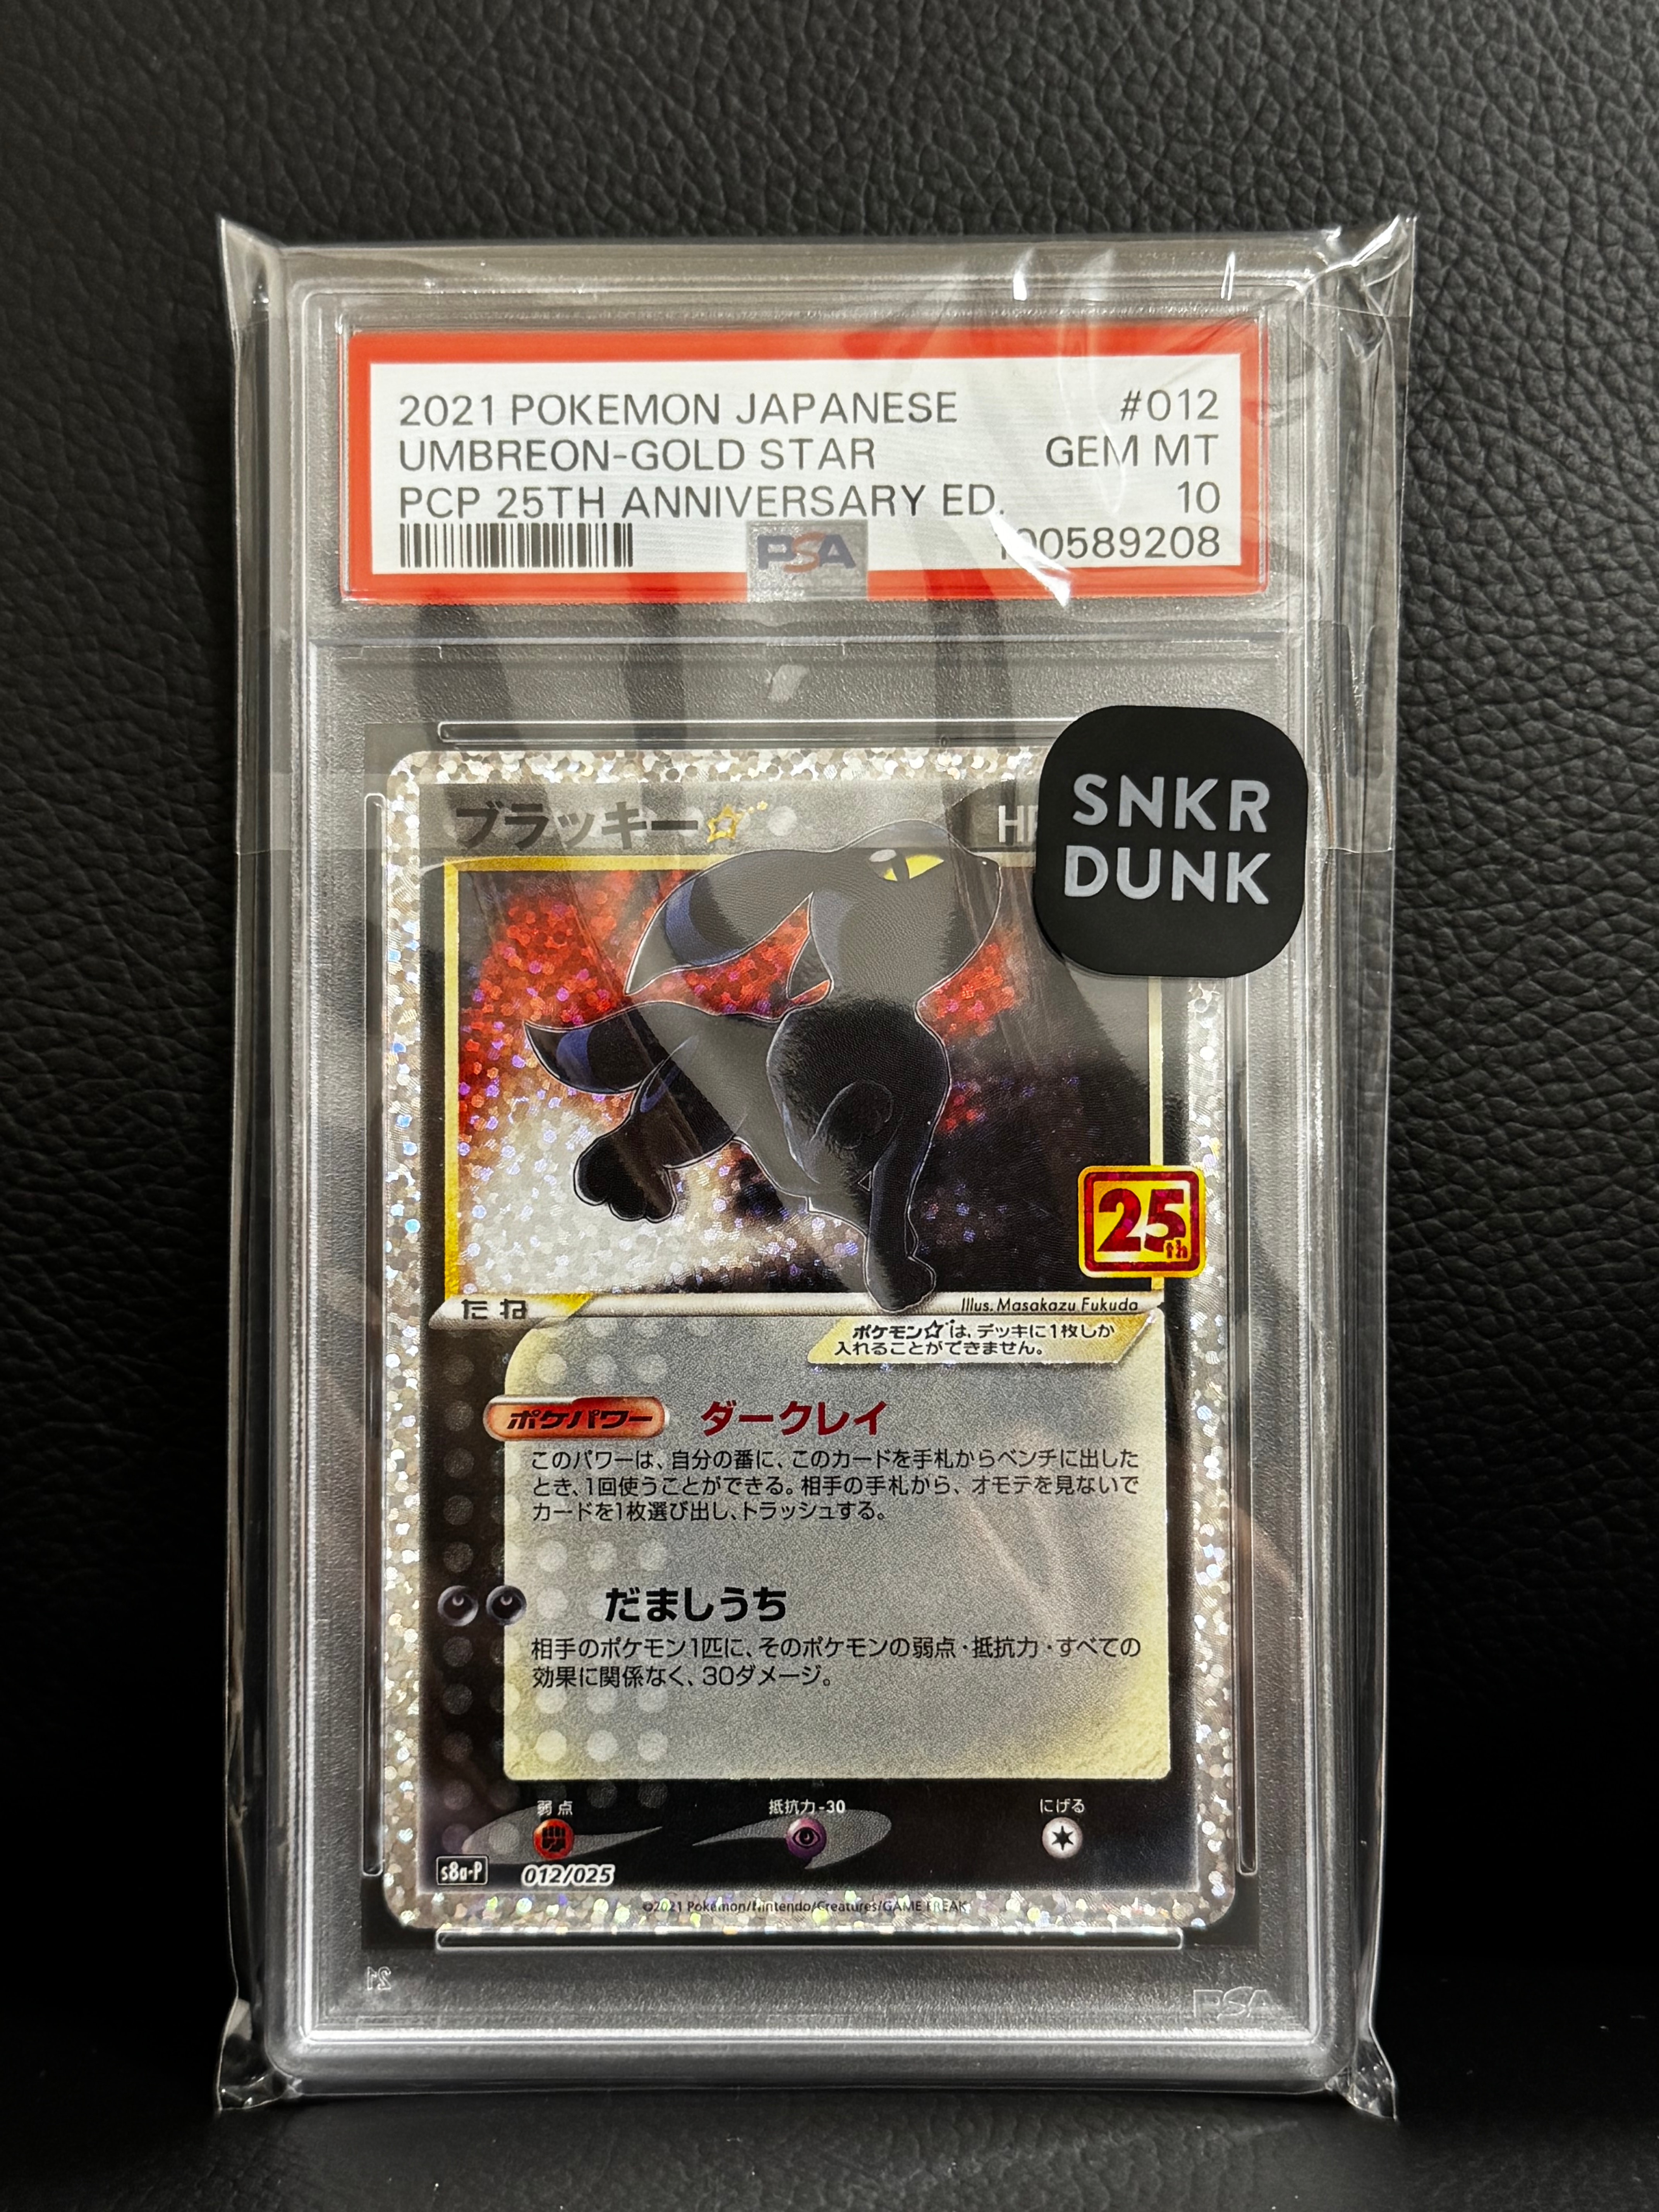 2021 POKEMON JAPANESE #012
UMBREON-GOLD STAR GEM MT
PCP 25TH ANNIVERSARY ED. 10
PSA 100589208
ブラッキー☆
SNKR
DUNK
25th
たね
Illus. Masakazu Fukuda
ポケモン☆は、デッキに1枚しか
入れることができません。
ポケパワー ダークレイ
このパワーは、自分の番に、このカードを手札からベンチに出した
とき、1回使うことができる。相手の手札から、オモテを見ないで
カードを1枚選び出し、トラッシュする。
だましうち
相手のポケモン1匹に、そのポケモンの弱点・抵抗力・すべての
効果に関係なく、30ダメージ。
弱点 抵抗力-30 にげる
s8a-P 012/025
©2021 Pokémon/Nintendo/Creatures/GAME FREAK
PSA